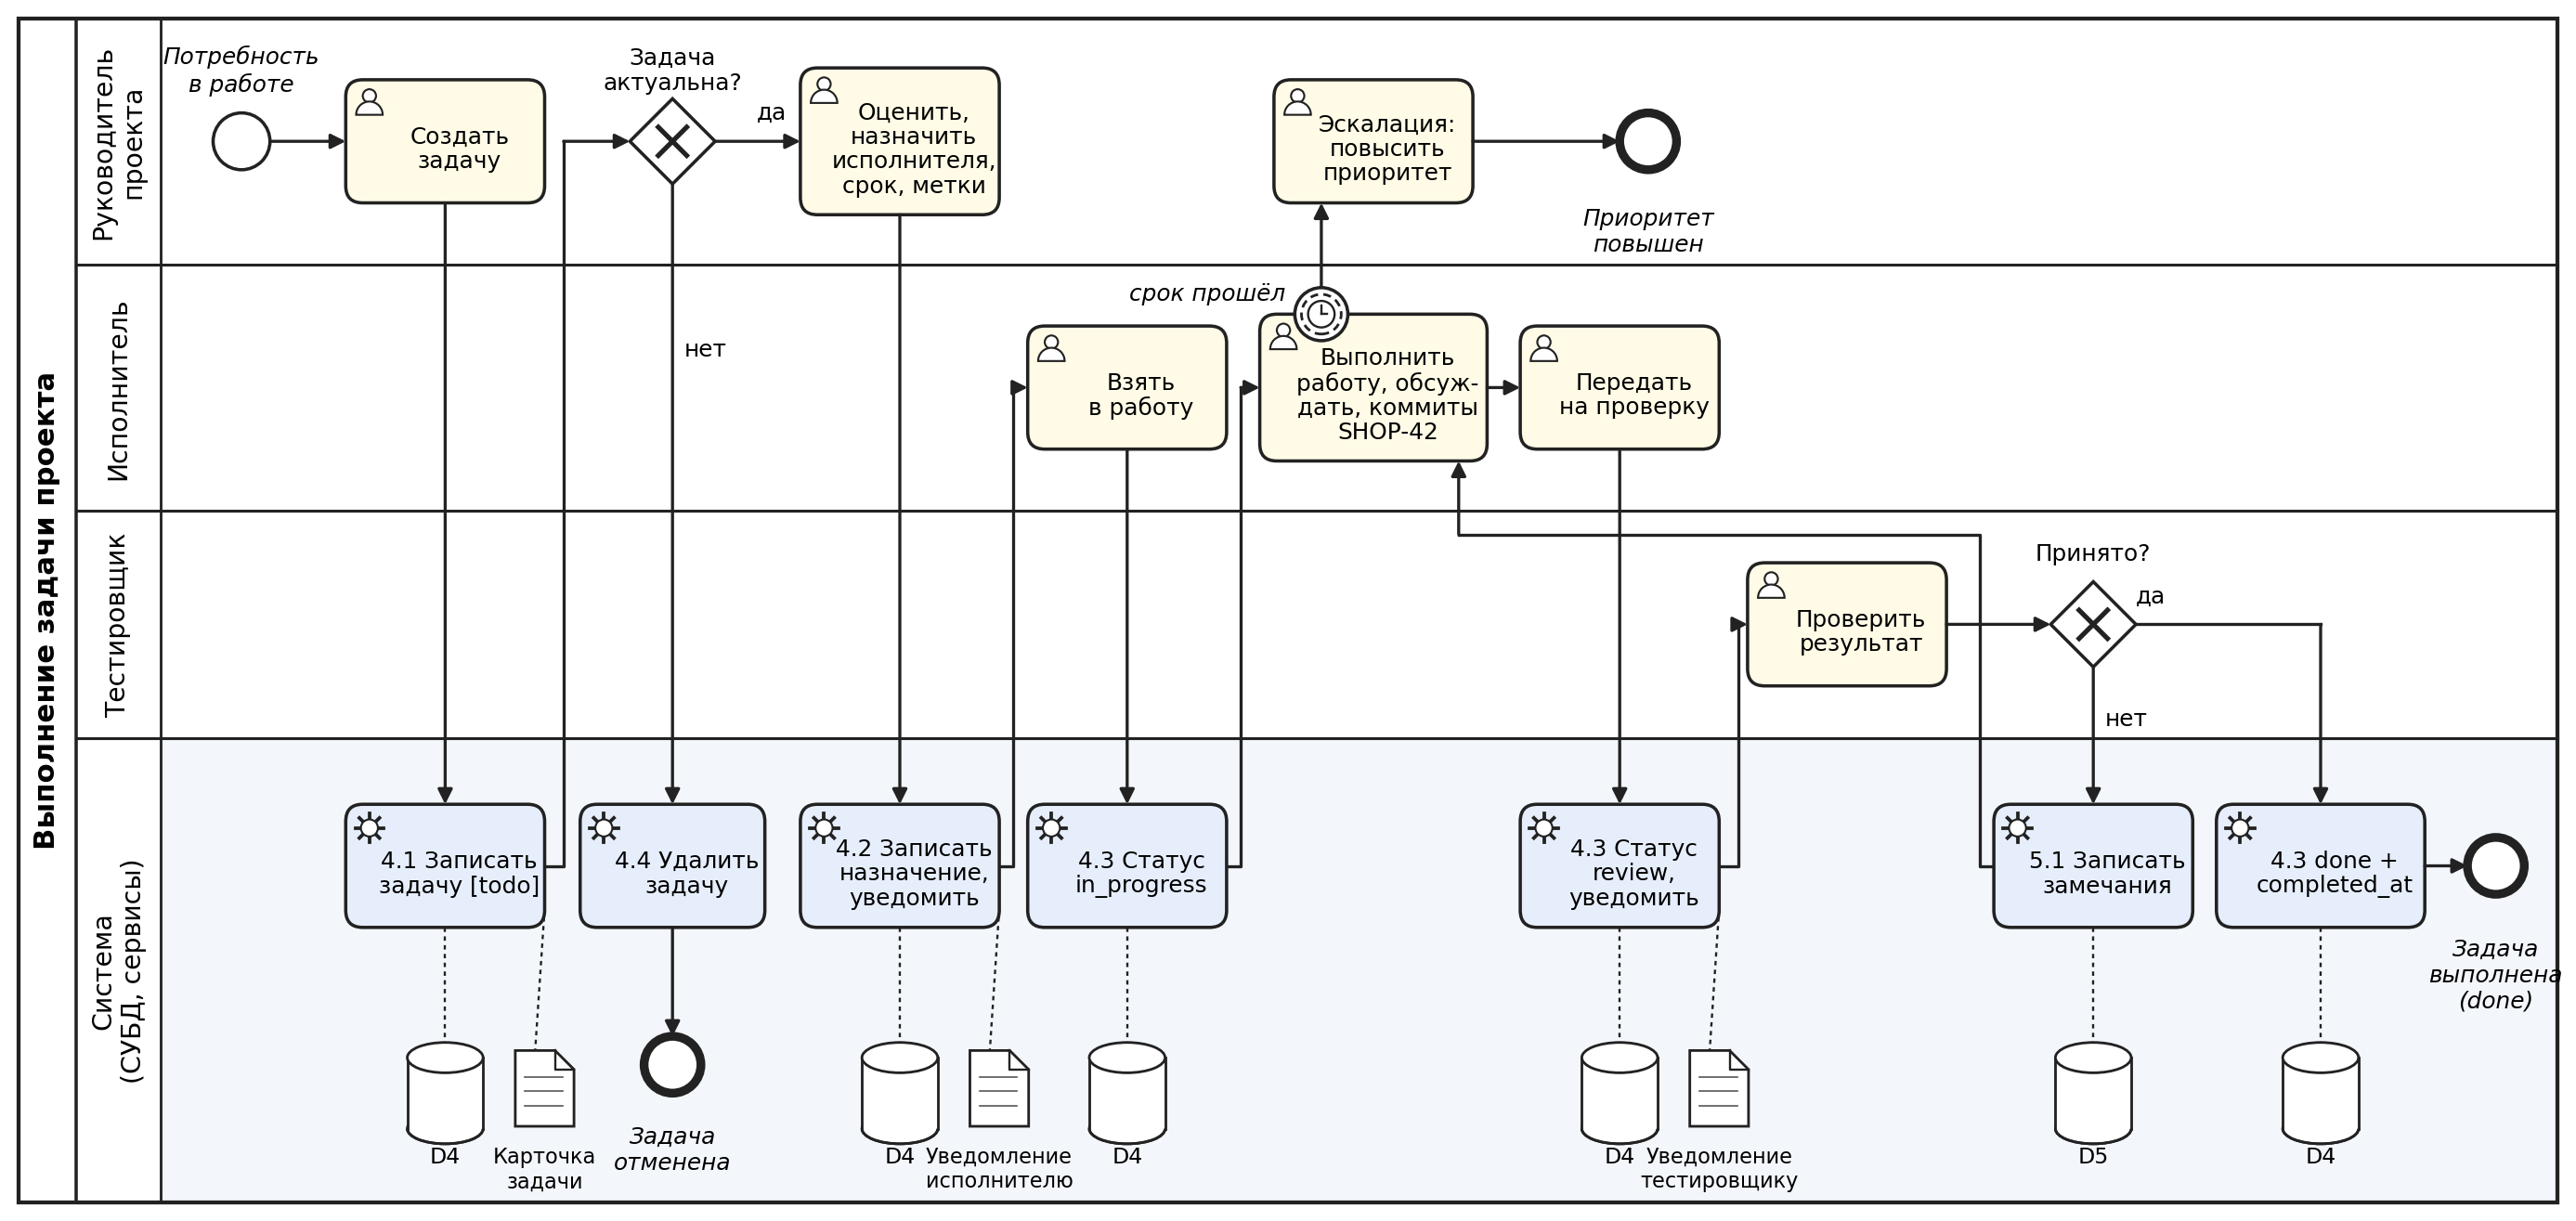 Выполнение задачи проекта
Руководитель
проекта
Потребность
в работе
Создать
задачу
Задача
актуальна?
да
нет
Оценить,
назначить
исполнителя,
срок, метки
Эскалация:
повысить
приоритет
Приоритет
повышен
Исполнитель
срок прошёл
Взять
в работу
Выполнить
работу, обсуж-
дать, коммиты
SHOP-42
Передать
на проверку
Тестировщик
Проверить
результат
Принято?
да
нет
Система
(СУБД, сервисы)
4.1 Записать
задачу [todo]
4.4 Удалить
задачу
4.2 Записать
назначение,
уведомить
4.3 Статус
in_progress
4.3 Статус
review,
уведомить
5.1 Записать
замечания
4.3 done +
completed_at
Задача
выполнена
(done)
D4
Карточка
задачи
Задача
отменена
D4
Уведомление
исполнителю
D4
D4
Уведомление
тестировщику
D5
D4